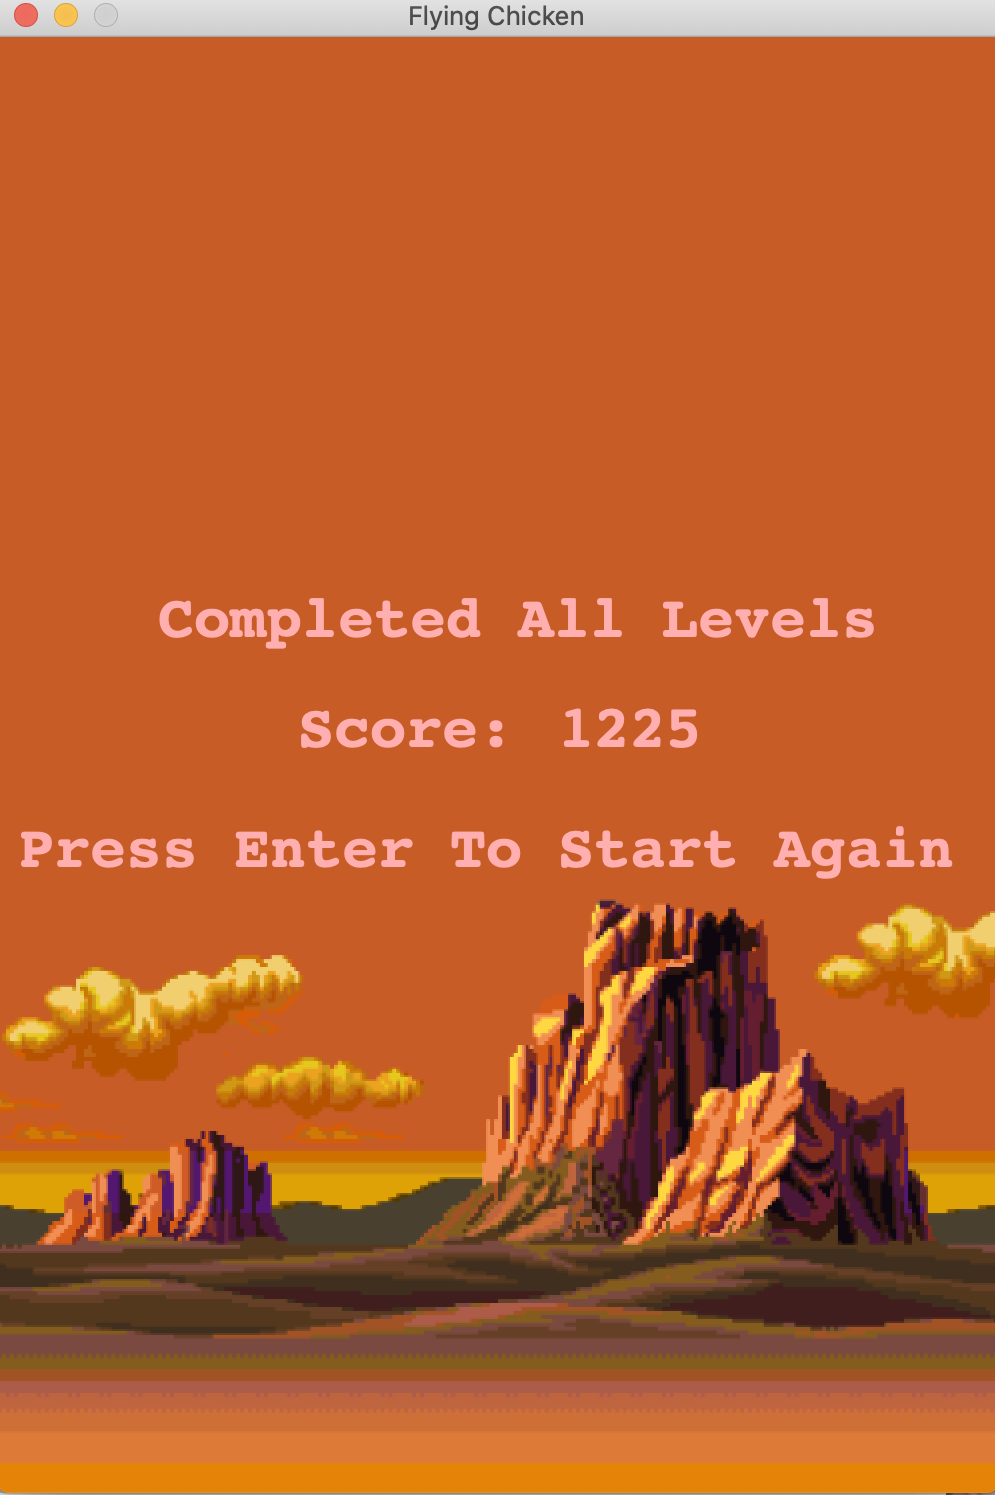 Flying Chicken
Completed All Levels
Score: 1225
Press Enter To Start Again